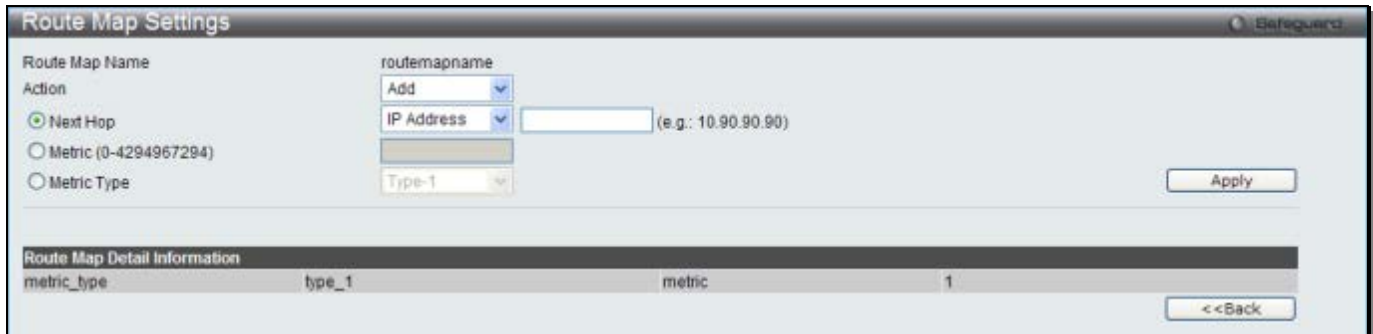 Route Map Settings Safeguard
Route Map Name routemapname
Action Add
Next Hop IP Address (e.g.: 10.90.90.90)
Metric (0-4294967294)
Metric Type Type-1
Apply
Route Map Detail Information
metric_type type_1 metric 1
<<Back